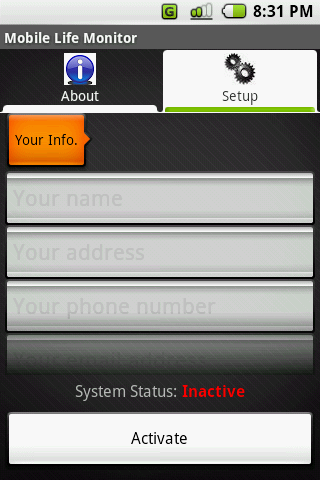 G 8:31 PM
Mobile Life Monitor
About
Setup
Your Info.
Your name
Your address
Your phone number
System Status: Inactive
Activate